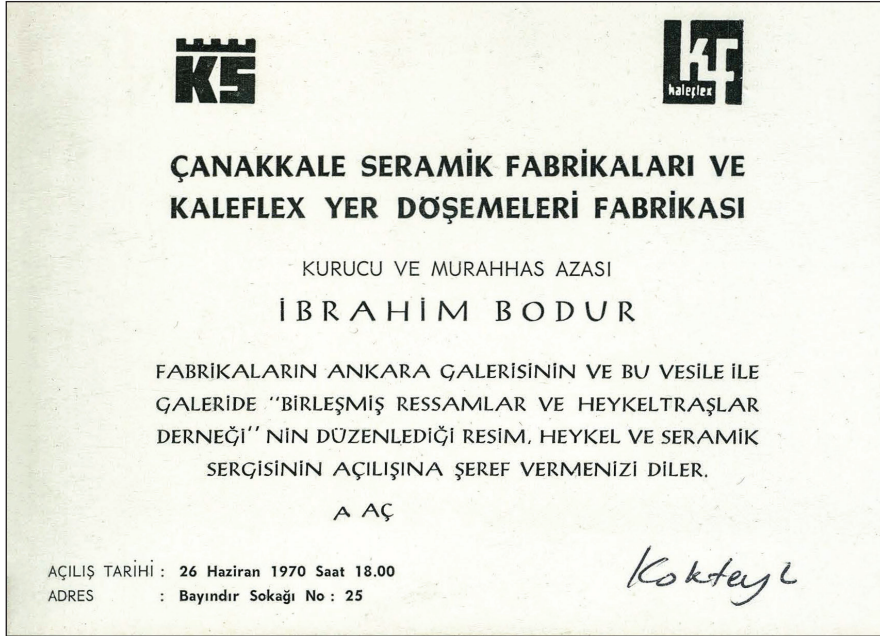 KS
kf
kaleflex
ÇANAKKALE SERAMİK FABRİKALARI VE
KALEFLEX YER DÖŞEMELERİ FABRİKASI
KURUCU VE MURAHHAS AZASI
İBRAHİM BODUR
FABRİKALARIN ANKARA GALERİSİNİN VE BU VESİLE İLE
GALERİDE "BİRLEŞMİŞ RESSAMLAR VE HEYKELTRAŞLAR
DERNEĞİ" NİN DÜZENLEDİĞİ RESİM, HEYKEL VE SERAMİK
SERGİSİNİN AÇILIŞINA ŞEREF VERMENİZİ DİLER.
A AÇ
AÇILIŞ TARİHİ : 26 Haziran 1970 Saat 18.00
ADRES : Bayındır Sokağı No : 25
Kokteyl